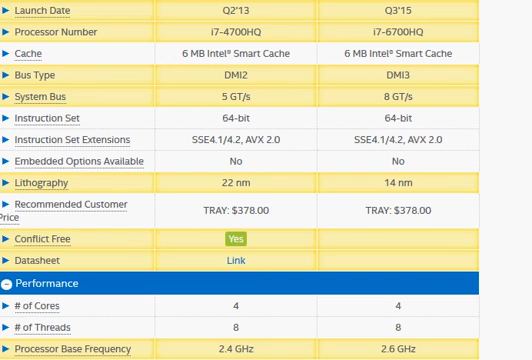 Launch Date Q2'13 Q3'15
Processor Number i7-4700HQ i7-6700HQ
Cache 6 MB Intel® Smart Cache 6 MB Intel® Smart Cache
Bus Type DMI2 DMI3
System Bus 5 GT/s 8 GT/s
Instruction Set 64-bit 64-bit
Instruction Set Extensions SSE4.1/4.2, AVX 2.0 SSE4.1/4.2, AVX 2.0
Embedded Options Available No No
Lithography 22 nm 14 nm
Recommended Customer
Price TRAY: $378.00 TRAY: $378.00
Conflict Free Yes
Datasheet Link
Performance
# of Cores 4 4
# of Threads 8 8
Processor Base Frequency 2.4 GHz 2.6 GHz